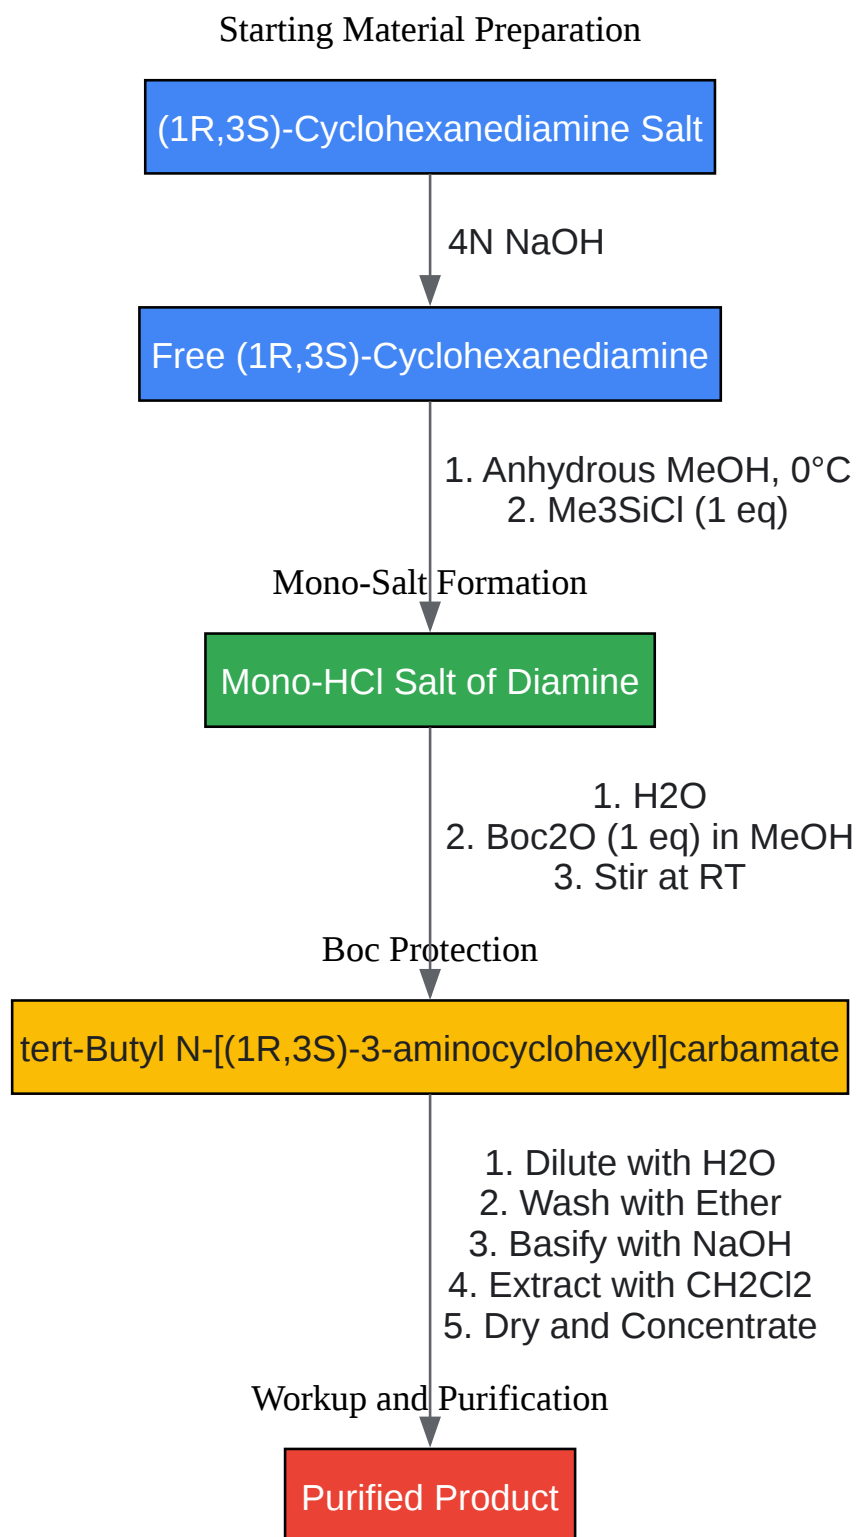 Starting Material Preparation
(1R,3S)-Cyclohexanediamine Salt
4N NaOH
Free (1R,3S)-Cyclohexanediamine
1. Anhydrous MeOH, 0°C
2. Me3SiCl (1 eq)
Mono-Salt Formation
Mono-HCl Salt of Diamine
1. H2O
2. Boc2O (1 eq) in MeOH
3. Stir at RT
Boc Protection
tert-Butyl N-[(1R,3S)-3-aminocyclohexyl]carbamate
1. Dilute with H2O
2. Wash with Ether
3. Basify with NaOH
4. Extract with CH2Cl2
5. Dry and Concentrate
Workup and Purification
Purified Product